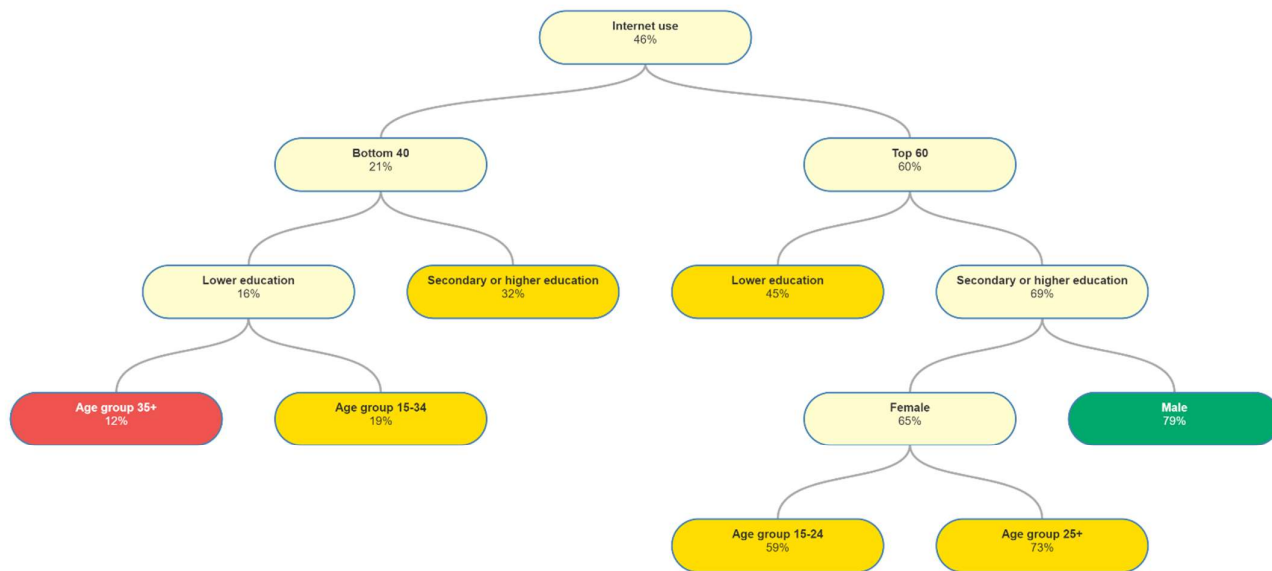 Internet use
46%
Bottom 40
21%
Top 60
60%
Lower education
16%
Secondary or higher education
32%
Lower education
45%
Secondary or higher education
69%
Age group 35+
12%
Age group 15-34
19%
Female
65%
Male
79%
Age group 15-24
59%
Age group 25+
73%